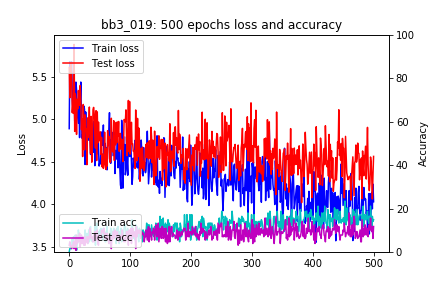 bb3_019: 500 epochs loss and accuracy
Train loss
Test loss
Train acc
Test acc
Loss
Accuracy
5.5
5.0
4.5
4.0
3.5
100
80
60
40
20
0
0 100 200 300 400 500